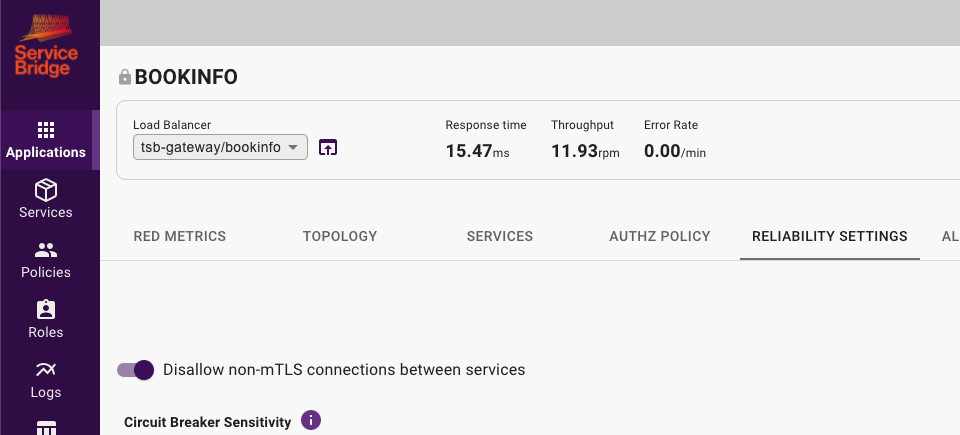 Service
Bridge
Applications
Services
Policies
Roles
Logs
BOOKINFO
Load Balancer
tsb-gateway/bookinfo
Response time
15.47ms
Throughput
11.93rpm
Error Rate
0.00/min
RED METRICS
TOPOLOGY
SERVICES
AUTHZ POLICY
RELIABILITY SETTINGS
AL
Disallow non-mTLS connections between services
Circuit Breaker Sensitivity